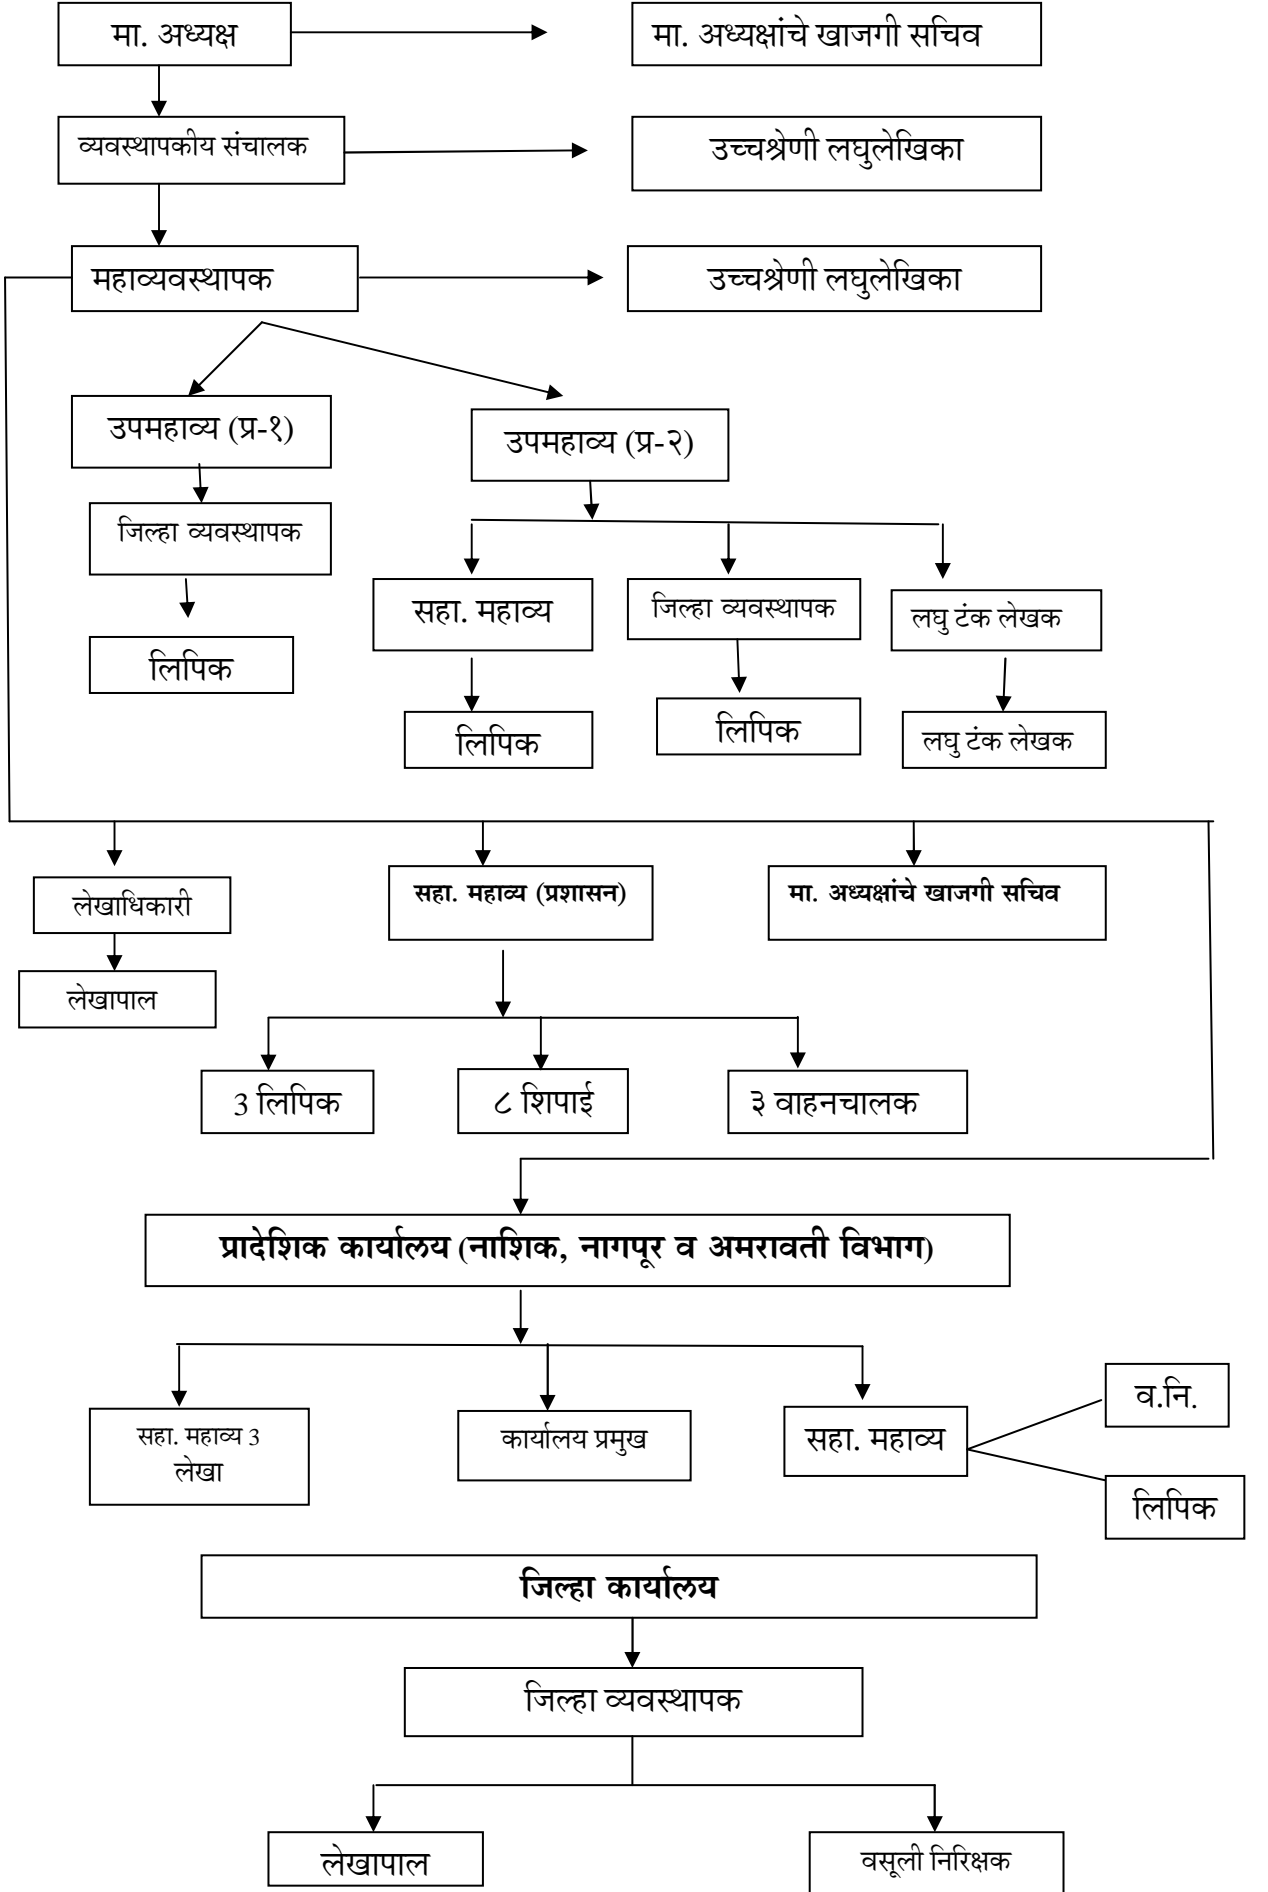 मा. अध्यक्ष
मा. अध्यक्षांचे खाजगी सचिव
व्यवस्थापकीय संचालक
उच्चश्रेणी लघुलेखिका
महाव्यवस्थापक
उच्चश्रेणी लघुलेखिका
उपमहाव्य (प्र-१)
उपमहाव्य (प्र-२)
जिल्हा व्यवस्थापक
सहा. महाव्य
जिल्हा व्यवस्थापक
लघु टंक लेखक
लिपिक
लिपिक
लिपिक
लघु टंक लेखक
लेखाधिकारी
सहा. महाव्य (प्रशासन)
मा. अध्यक्षांचे खाजगी सचिव
लेखापाल
3 लिपिक
८ शिपाई
३ वाहनचालक
प्रादेशिक कार्यालय (नाशिक, नागपूर व अमरावती विभाग)
सहा. महाव्य 3
लेखा
कार्यालय प्रमुख
सहा. महाव्य
व.नि.
लिपिक
जिल्हा कार्यालय
जिल्हा व्यवस्थापक
लेखापाल
वसूली निरिक्षक